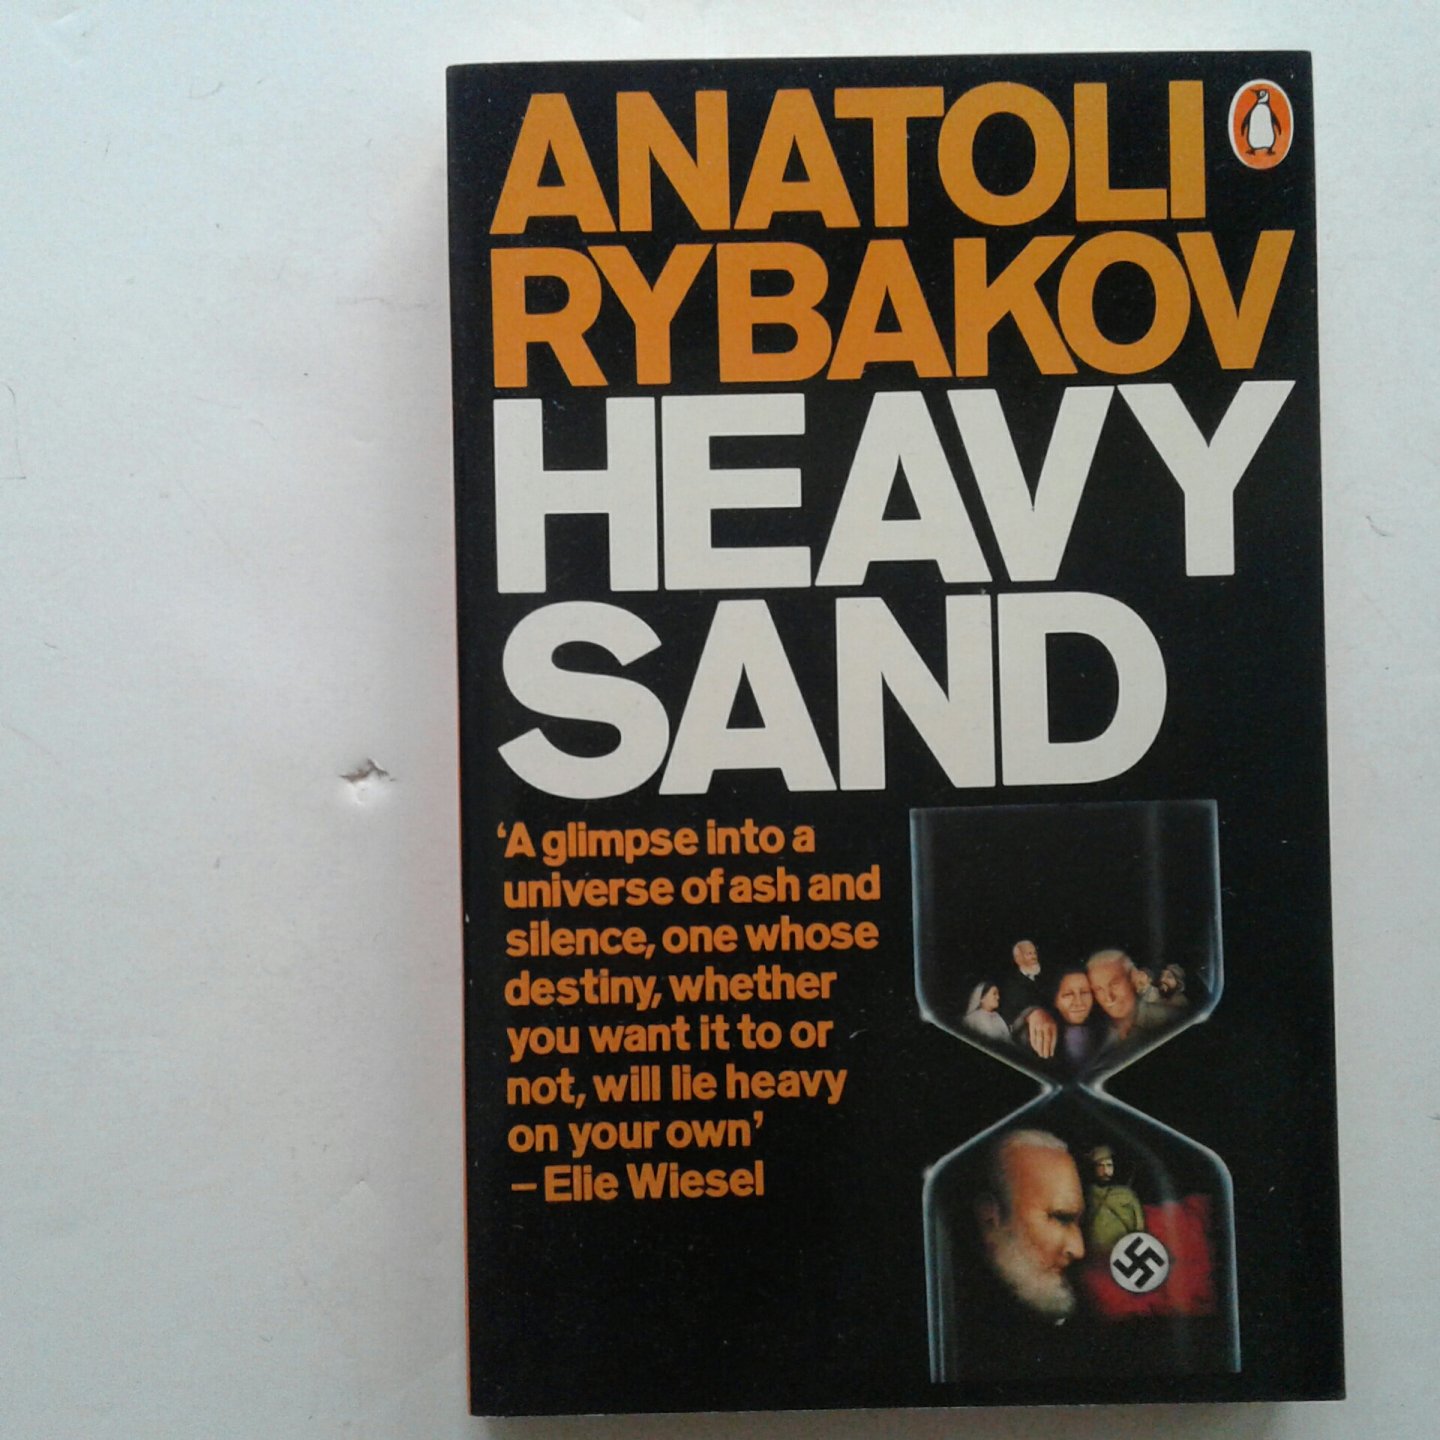 ANATOLI
RYBAKOV
HEAVY
SAND
‘A glimpse into a
universe of ash and
silence, one whose
destiny, whether
you want it to or
not, will lie heavy
on your own’
– Elie Wiesel